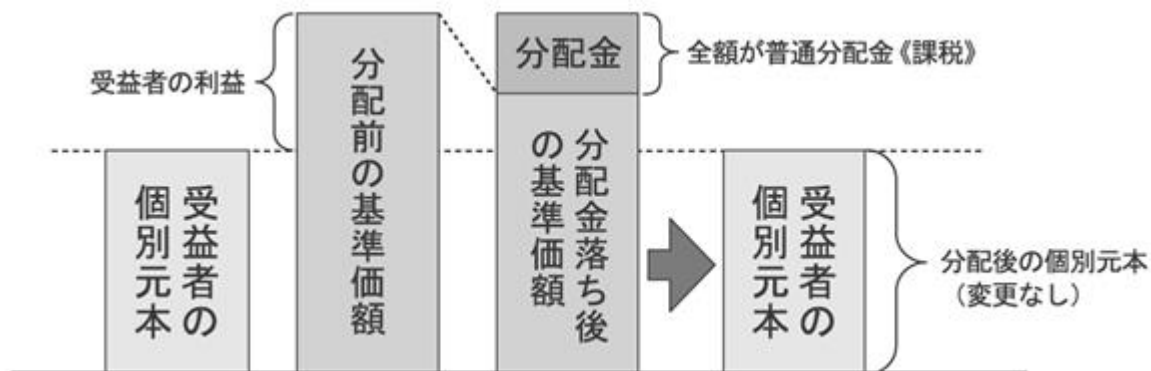 受益者の利益
受益者の
個別元本
分配前の基準価額
分配金
全額が普通分配金《課税》
分配金落ち後
の基準価額
受益者の
個別元本
分配後の個別元本
（変更なし）